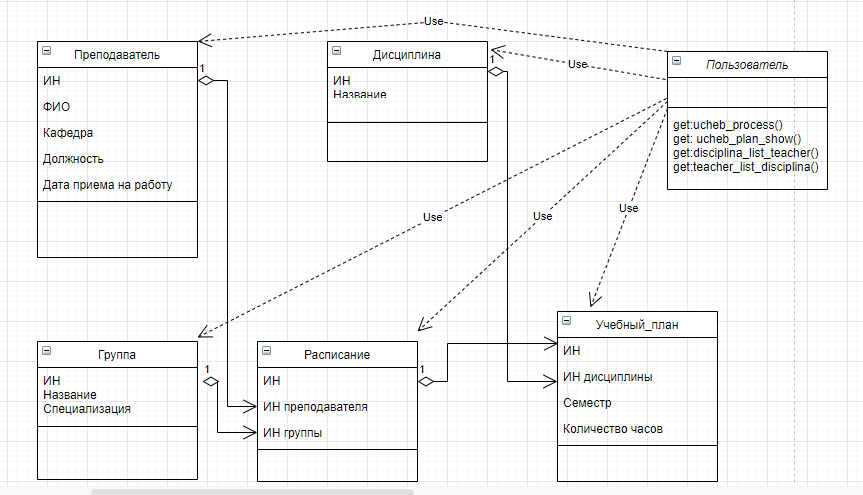 Use
Преподаватель
1
ИН
ФИО
Кафедра
Должность
Дата приема на работу
Дисциплина
1
ИН
Название
Use
Пользователь
get:ucheb_process()
get: ucheb_plan_show()
get:disciplina_list_teacher()
get:teacher_list_disciplina()
Use
Use
Use
Группа
1
ИН
Название
Специализация
Расписание
1
ИН
ИН преподавателя
ИН группы
Учебный_план
ИН
ИН дисциплины
Семестр
Количество часов